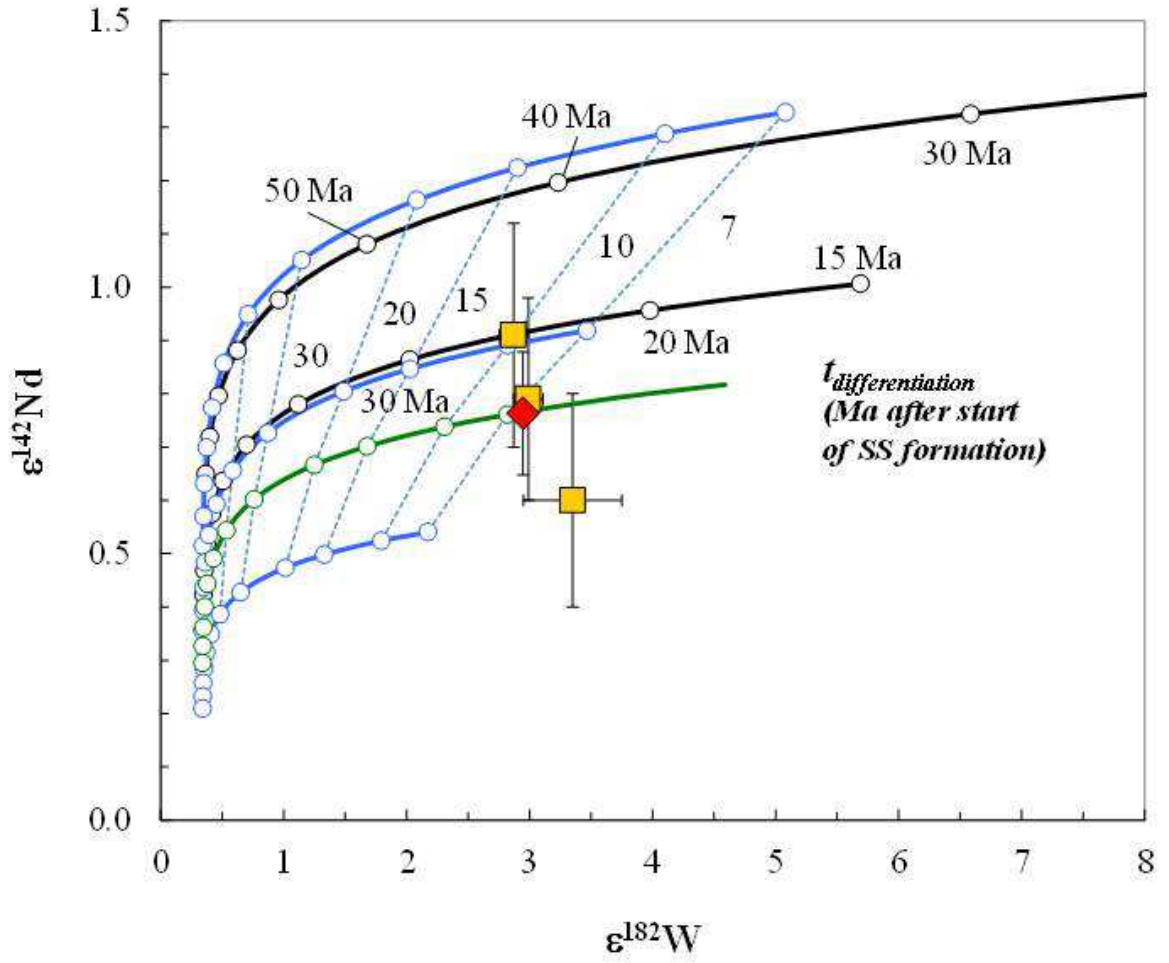 1.5
40 Ma
50 Ma
30 Ma
10
7
1.0
15 Ma
20
15
30
20 Ma
30 Ma
t differentiation
(Ma after start
of SS formation)
ε¹⁴²Nd
0.5
0.0
0 1 2 3 4 5 6 7 8
ε¹⁸²W